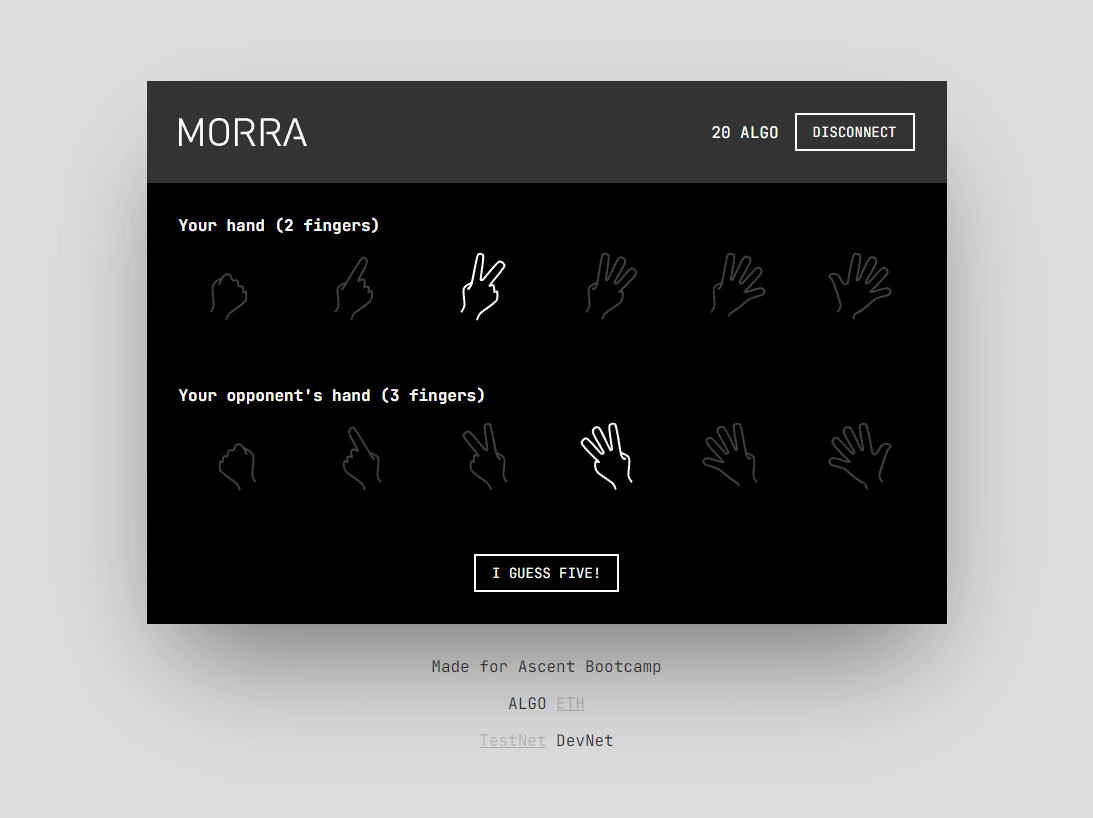 MORRA
20 ALGO DISCONNECT
Your hand (2 fingers)
Your opponent's hand (3 fingers)
I GUESS FIVE!
Made for Ascent Bootcamp
ALGO ETH
TestNet DevNet